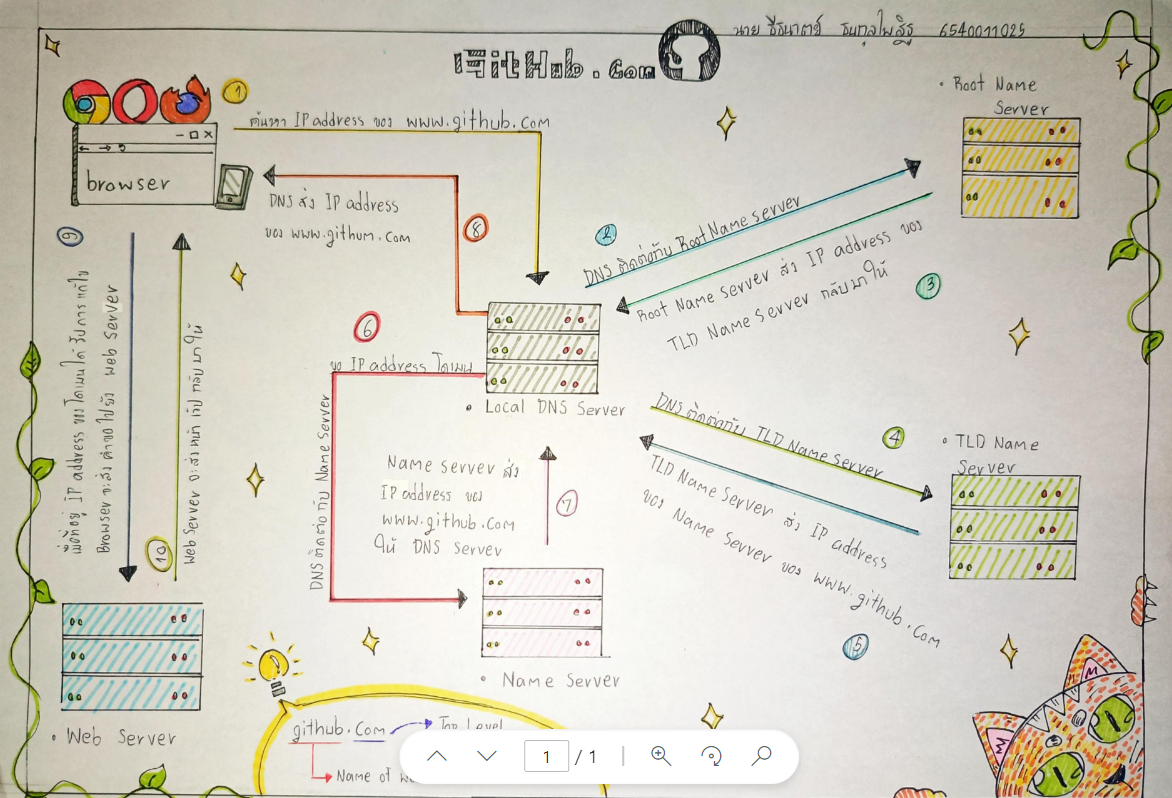 นาย ธีธนาตย์ ธนกุลไพสิฐ 6540011025
GitHub.com
1
ค้นหา IP address ของ www.github.com
browser
DNS ส่ง IP address
ของ www.githum.com
8
2
DNS ติดต่อกับ Root Name server
Root Name server ส่ง IP address ของ
TLD Name Server กลับมาให้
3
• Root Name
Server
9
เมื่อที่อยู่ IP address ของโดเมนได้รับการแก้ไข
Browser จะส่งคำขอไปยัง web server
10
Web Server จะส่งหน้าเว็บกลับมาให้
6
ขอ IP address โดเมน
DNS ติดต่อกับ Name Server
• Local DNS Server
DNS ติดต่อกับ TLD Name server
4
TLD Name Server ส่ง IP address
ของ Name Server ของ www.github.com
5
• TLD Name
Server
Name server ส่ง
IP address ของ
www.github.com
ให้ DNS Server
7
• Name Server
• Web Server
github.com
Top Level
Name of
1 / 1